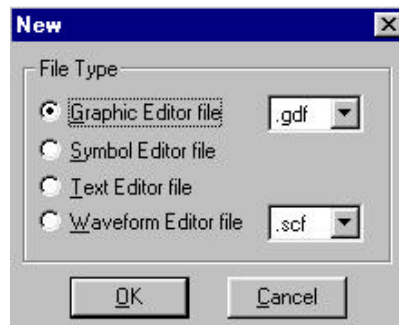 New
File Type
Graphic Editor file .gdf
Symbol Editor file
Text Editor file
Waveform Editor file .scf
OK Cancel